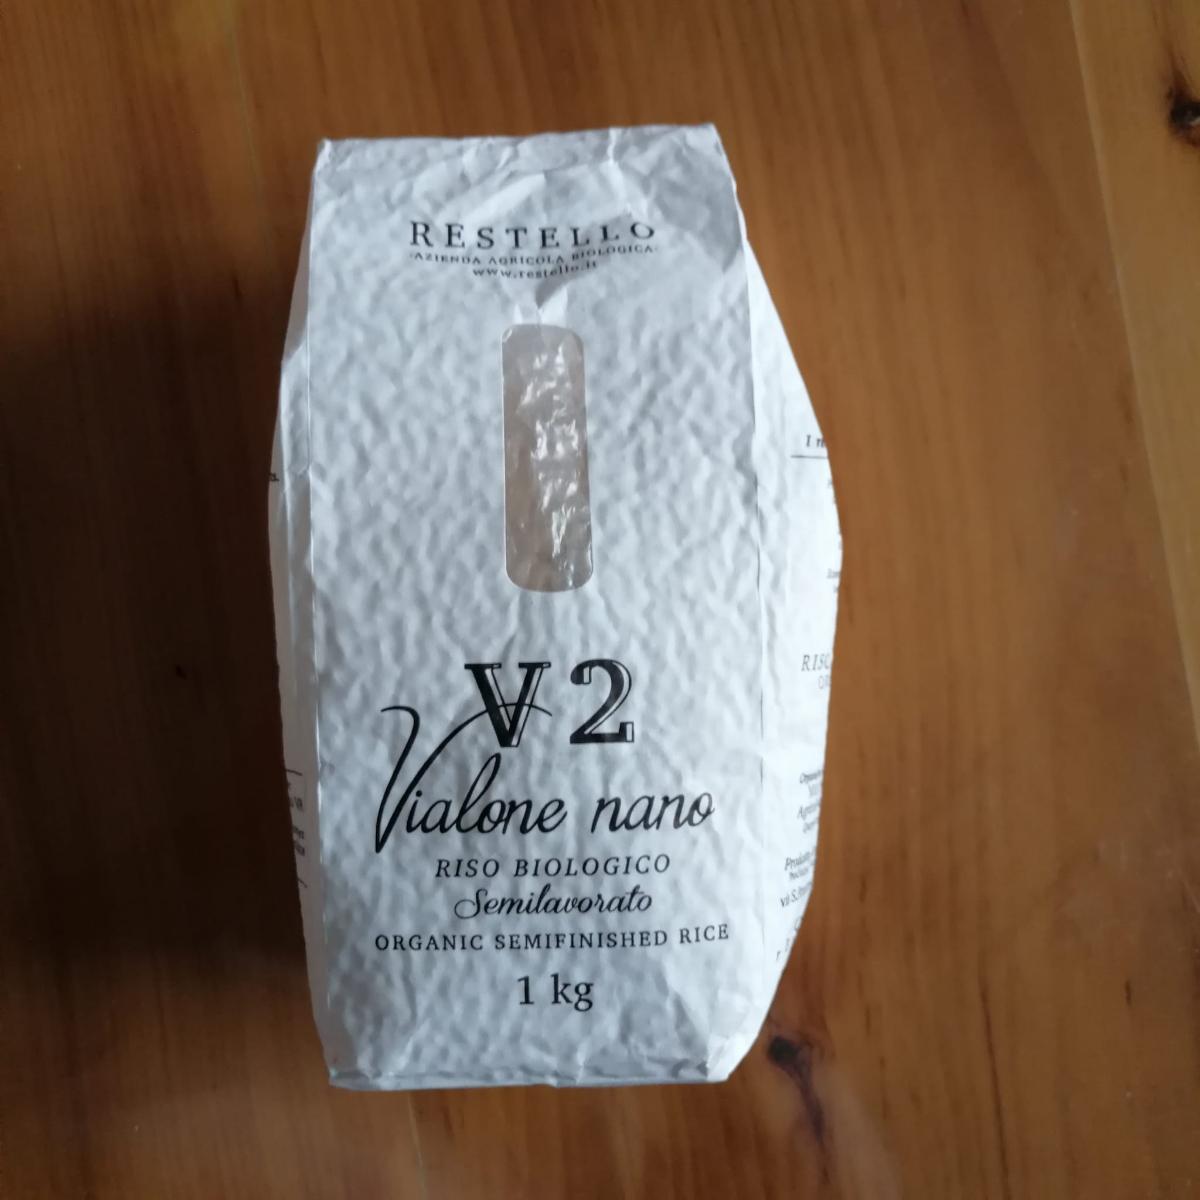 RESTELLO
·AZIENDA AGRICOLA BIOLOGICA·
www.restello.it
V2
Vialone nano
RISO BIOLOGICO
Semilavorato
ORGANIC SEMIFINISHED RICE
1 kg